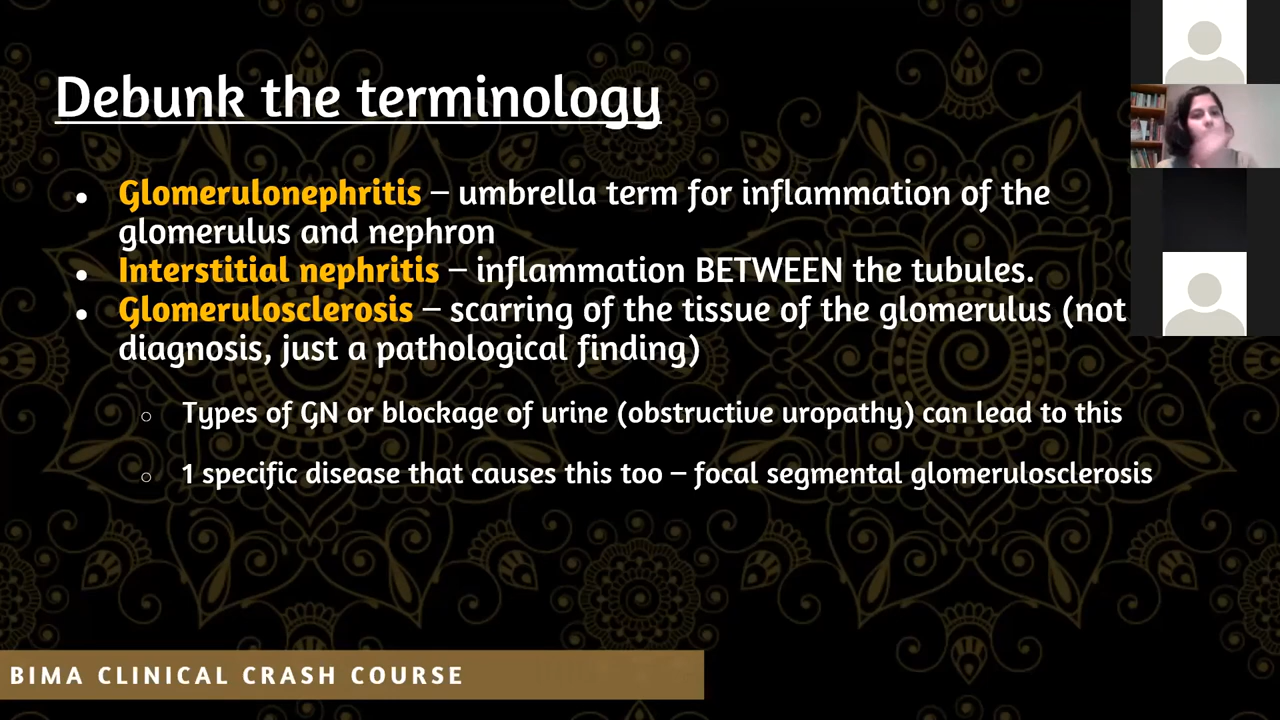 Debunk the terminology
● Glomerulonephritis – umbrella term for inflammation of the
glomerulus and nephron
● Interstitial nephritis – inflammation BETWEEN the tubules.
● Glomerulosclerosis – scarring of the tissue of the glomerulus (not
diagnosis, just a pathological finding)
○ Types of GN or blockage of urine (obstructive uropathy) can lead to this
○ 1 specific disease that causes this too – focal segmental glomerulosclerosis
BIMA CLINICAL CRASH COURSE